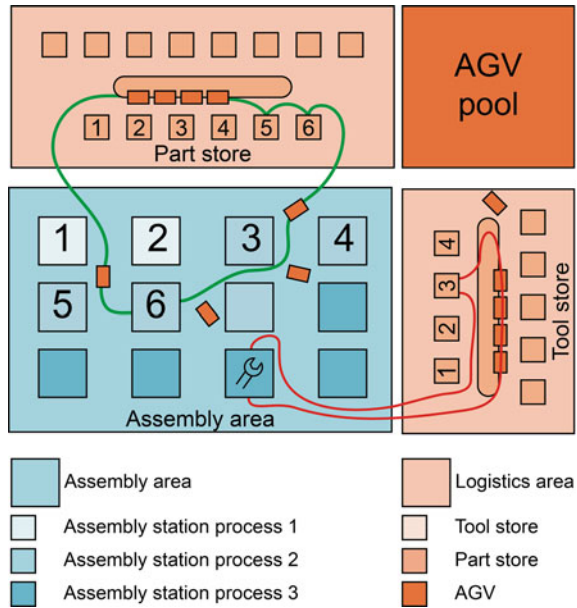 AGV
pool
1 2 3 4 5 6
Part store
1 2 3 4
5 6
Assembly area
4
3
2
1
Tool store
Assembly area
Assembly station process 1
Assembly station process 2
Assembly station process 3
Logistics area
Tool store
Part store
AGV